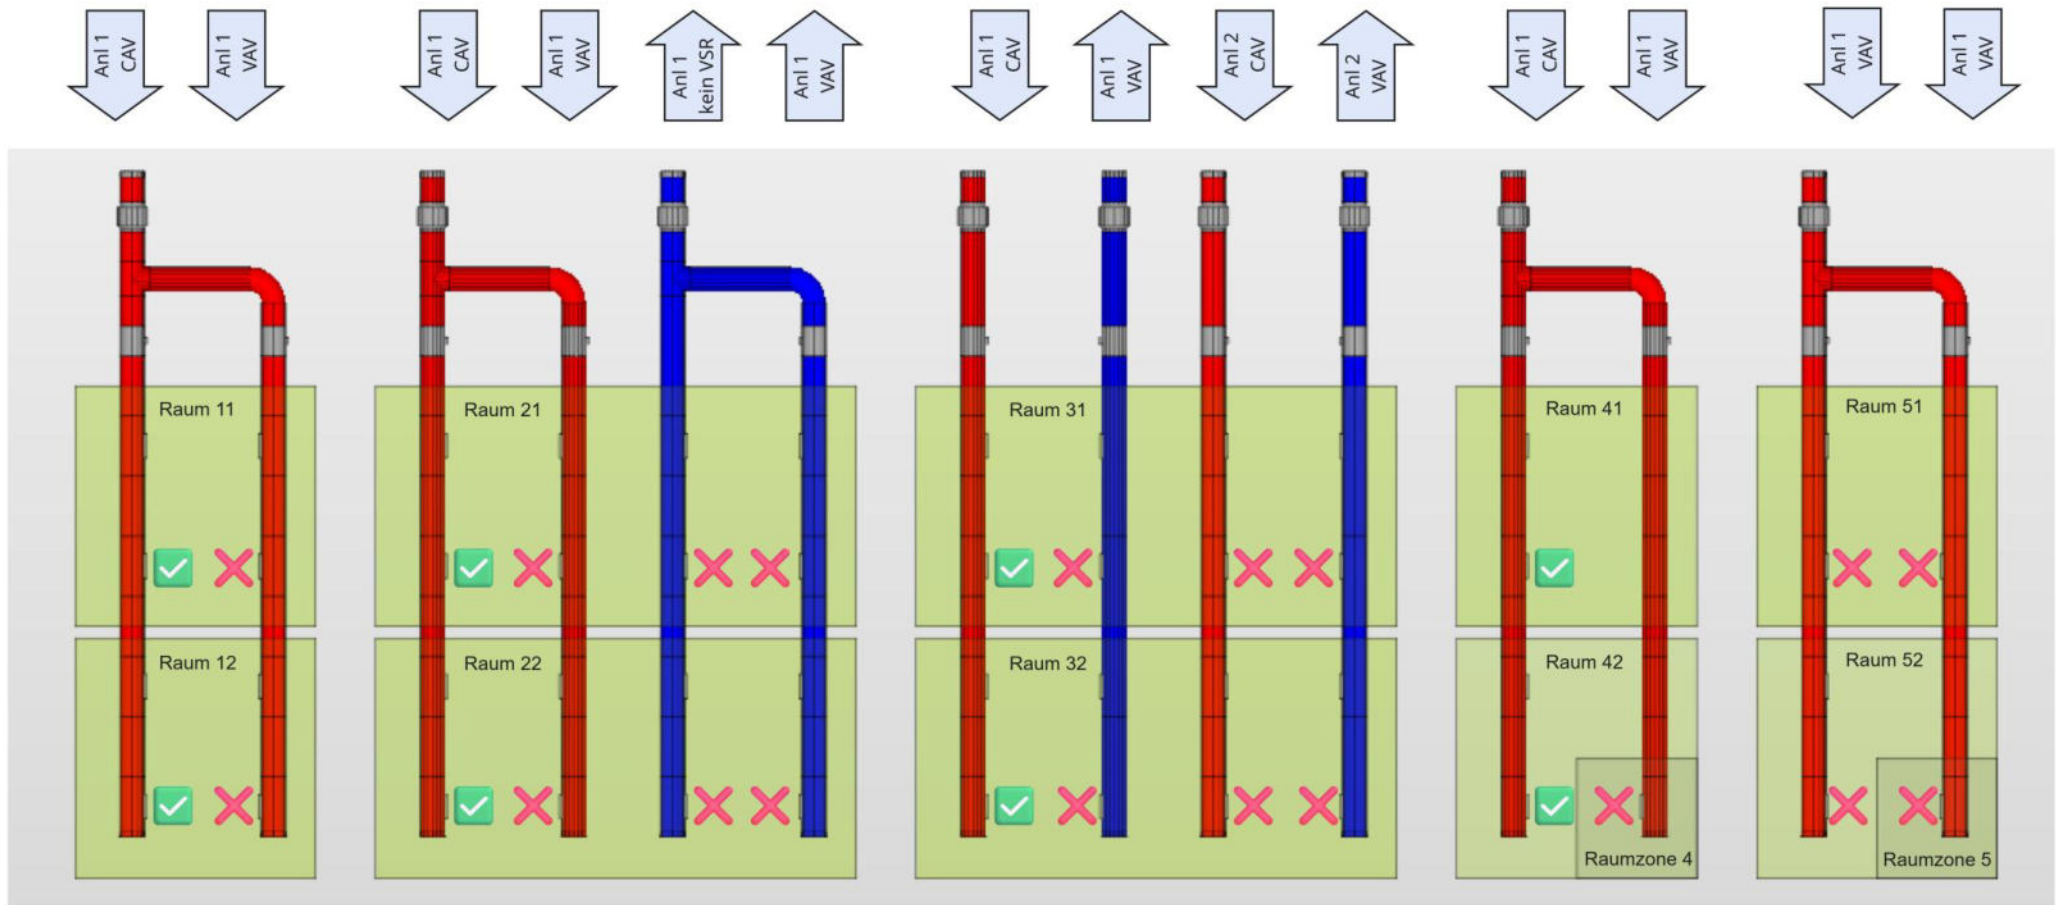 Anl 1
CAV
Anl 1
VAV
Anl 1
CAV
Anl 1
VAV
Anl 1
kein VSR
Anl 1
VAV
Anl 1
CAV
Anl 1
VAV
Anl 2
CAV
Anl 2
VAV
Anl 1
CAV
Anl 1
VAV
Anl 1
VAV
Anl 1
VAV
Raum 11
Raum 21
Raum 31
Raum 41
Raum 51
Raum 12
Raum 22
Raum 32
Raum 42
Raum 52
Raumzone 4
Raumzone 5